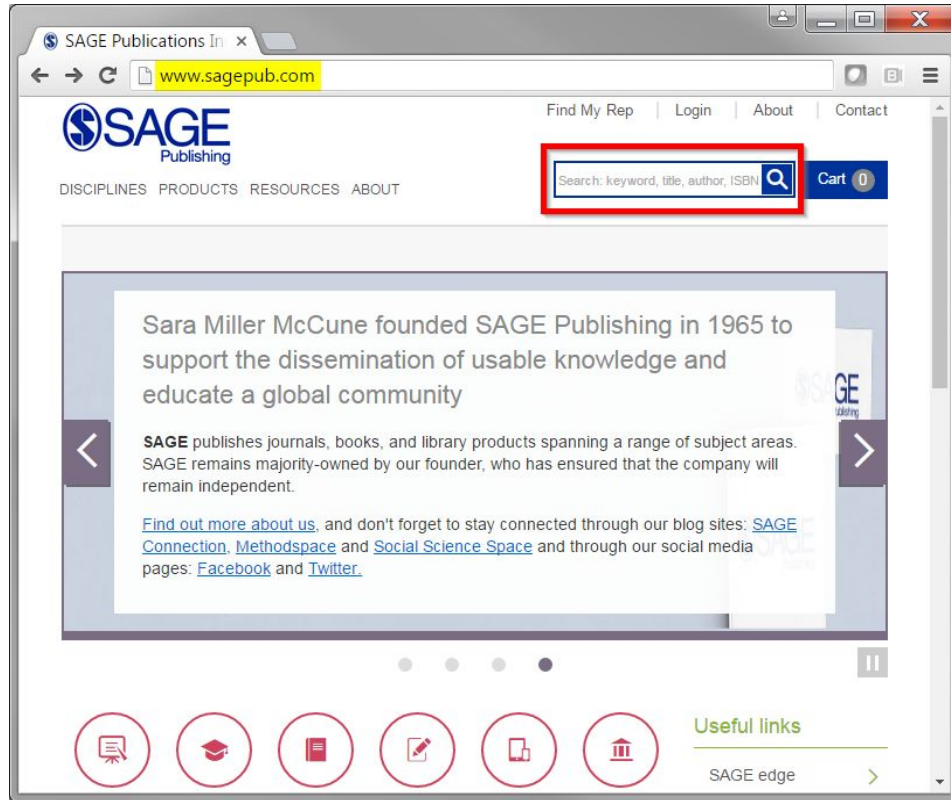 SAGE Publications In
www.sagepub.com
Find My Rep | Login | About | Contact
SAGE
Publishing
DISCIPLINES PRODUCTS RESOURCES ABOUT
Search: keyword, title, author, ISBN
Cart 0
Sara Miller McCune founded SAGE Publishing in 1965 to
support the dissemination of usable knowledge and
educate a global community
SAGE publishes journals, books, and library products spanning a range of subject areas.
SAGE remains majority-owned by our founder, who has ensured that the company will
remain independent.
Find out more about us, and don't forget to stay connected through our blog sites: SAGE
Connection, Methodspace and Social Science Space and through our social media
pages: Facebook and Twitter.
SAGE
Publishing
Useful links
SAGE edge